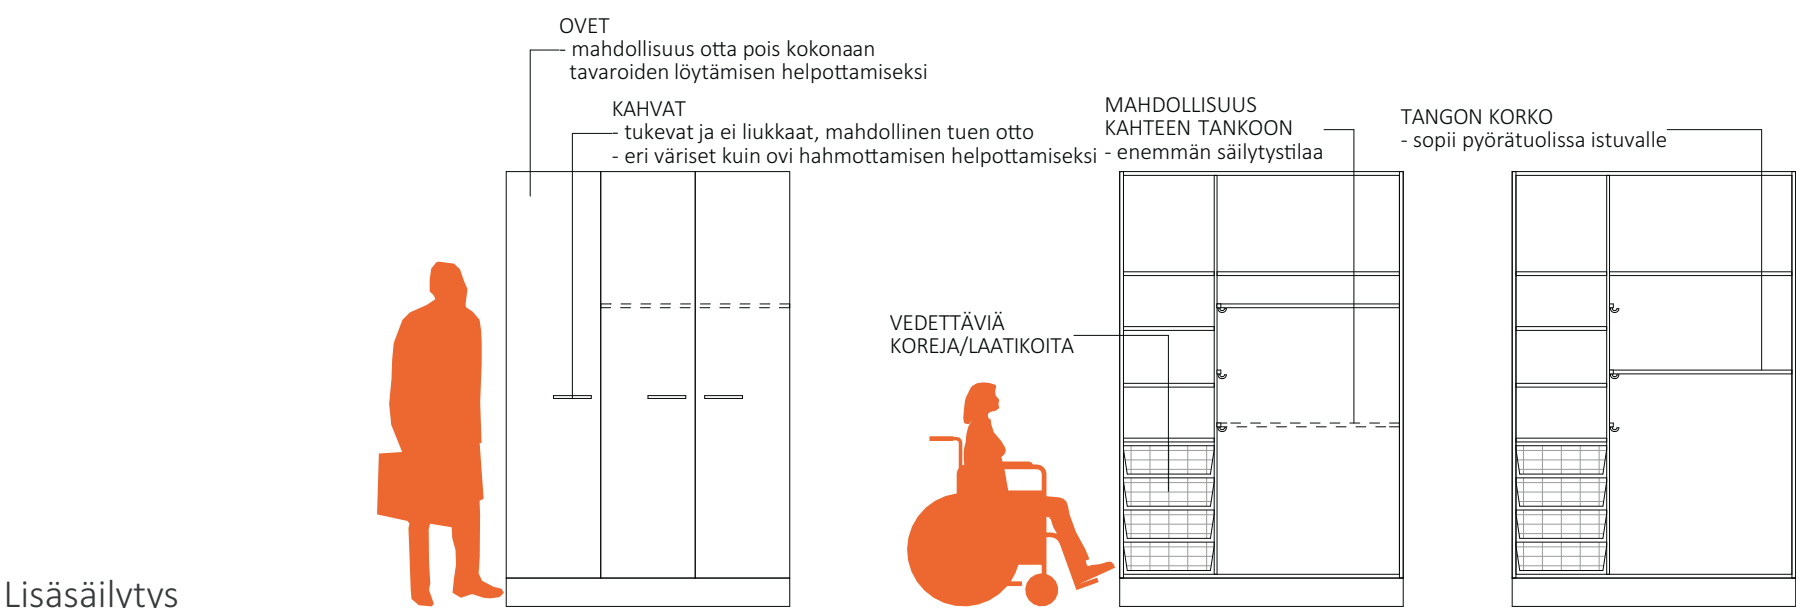 OVET
- mahdollisuus otta pois kokonaan
tavaroiden löytämisen helpottamiseksi
KAHVAT
- tukevat ja ei liukkaat, mahdollinen tuen otto
- eri väriset kuin ovi hahmottamisen helpottamiseksi
MAHDOLLISUUS
KAHTEEN TANKOON
- enemmän säilytystilaa
TANGON KORKO
- sopii pyörätuolissa istuvalle
VEDETTÄVIÄ
KOREJA/LAATIKOITA
Lisäsäilytys